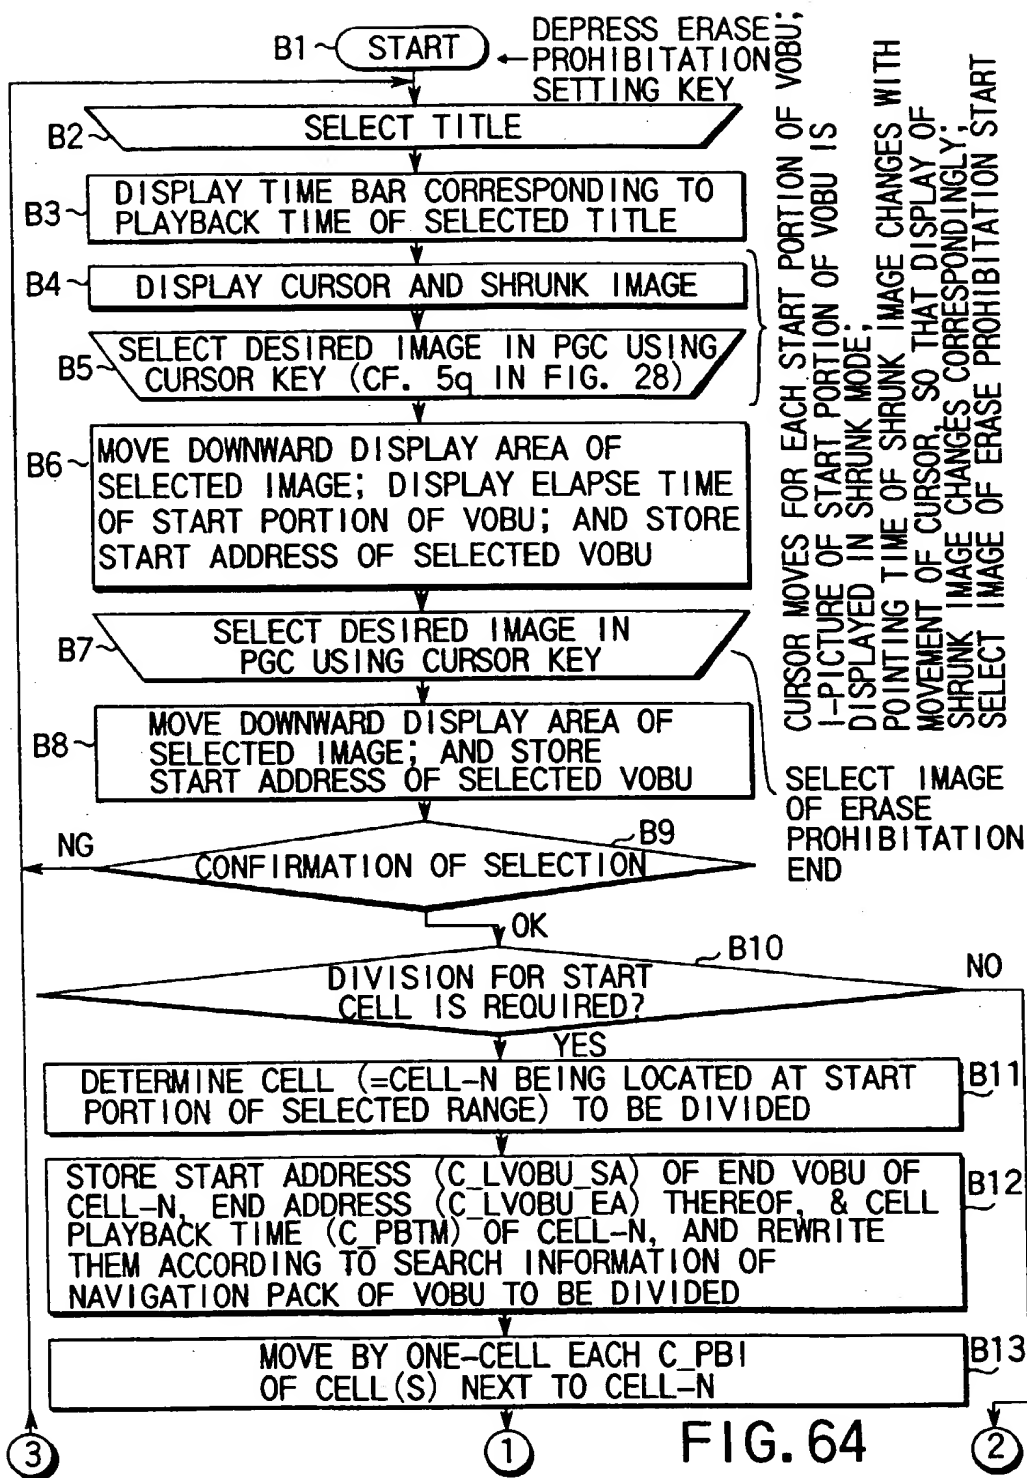 B1
START
DEPRESS ERASE
PROHIBITATION
SETTING KEY
B2
SELECT TITLE
B3
DISPLAY TIME BAR CORRESPONDING TO
PLAYBACK TIME OF SELECTED TITLE
B4
DISPLAY CURSOR AND SHRUNK IMAGE
B5
SELECT DESIRED IMAGE IN PGC USING
CURSOR KEY (CF. 5q IN FIG. 28)
CURSOR MOVES FOR EACH START PORTION OF VOBU;
I-PICTURE OF START PORTION OF VOBU IS
DISPLAYED IN SHRUNK MODE;
POINTING TIME OF SHRUNK IMAGE CHANGES WITH
MOVEMENT OF CURSOR, SO THAT DISPLAY OF
SHRUNK IMAGE CHANGES CORRESPONDINGLY;
SELECT IMAGE OF ERASE PROHIBITATION START
B6
MOVE DOWNWARD DISPLAY AREA OF
SELECTED IMAGE; DISPLAY ELAPSE TIME
OF START PORTION OF VOBU; AND STORE
START ADDRESS OF SELECTED VOBU
B7
SELECT DESIRED IMAGE IN
PGC USING CURSOR KEY
SELECT IMAGE
OF ERASE
PROHIBITATION
END
B8
MOVE DOWNWARD DISPLAY AREA OF
SELECTED IMAGE; AND STORE
START ADDRESS OF SELECTED VOBU
B9
NG
CONFIRMATION OF SELECTION
OK
B10
NO
DIVISION FOR START
CELL IS REQUIRED?
YES
DETERMINE CELL (=CELL-N BEING LOCATED AT START
PORTION OF SELECTED RANGE) TO BE DIVIDED
B11
STORE START ADDRESS (C_LVOBU_SA) OF END VOBU OF
CELL-N, END ADDRESS (C_LVOBU_EA) THEREOF, & CELL
PLAYBACK TIME (C_PBTM) OF CELL-N, AND REWRITE
THEM ACCORDING TO SEARCH INFORMATION OF
NAVIGATION PACK OF VOBU TO BE DIVIDED
B12
MOVE BY ONE-CELL EACH C_PBI
OF CELL(S) NEXT TO CELL-N
B13
3
1
FIG. 64
2